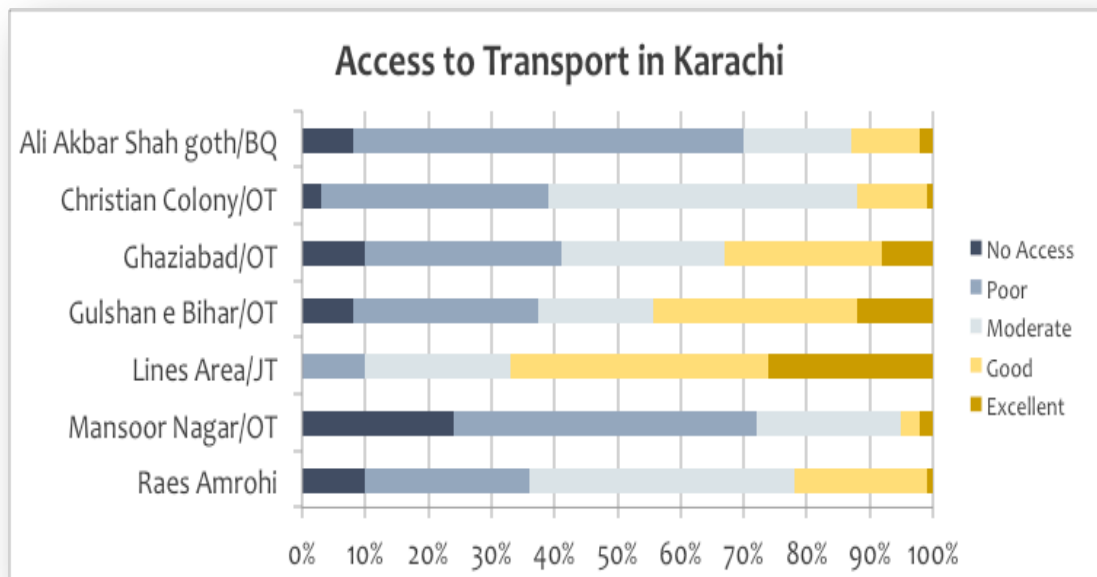 Access to Transport in Karachi
Ali Akbar Shah goth/BQ
Christian Colony/OT
Ghaziabad/OT
Gulshan e Bihar/OT
Lines Area/JT
Mansoor Nagar/OT
Raes Amrohi
0% 10% 20% 30% 40% 50% 60% 70% 80% 90% 100%
No Access
Poor
Moderate
Good
Excellent